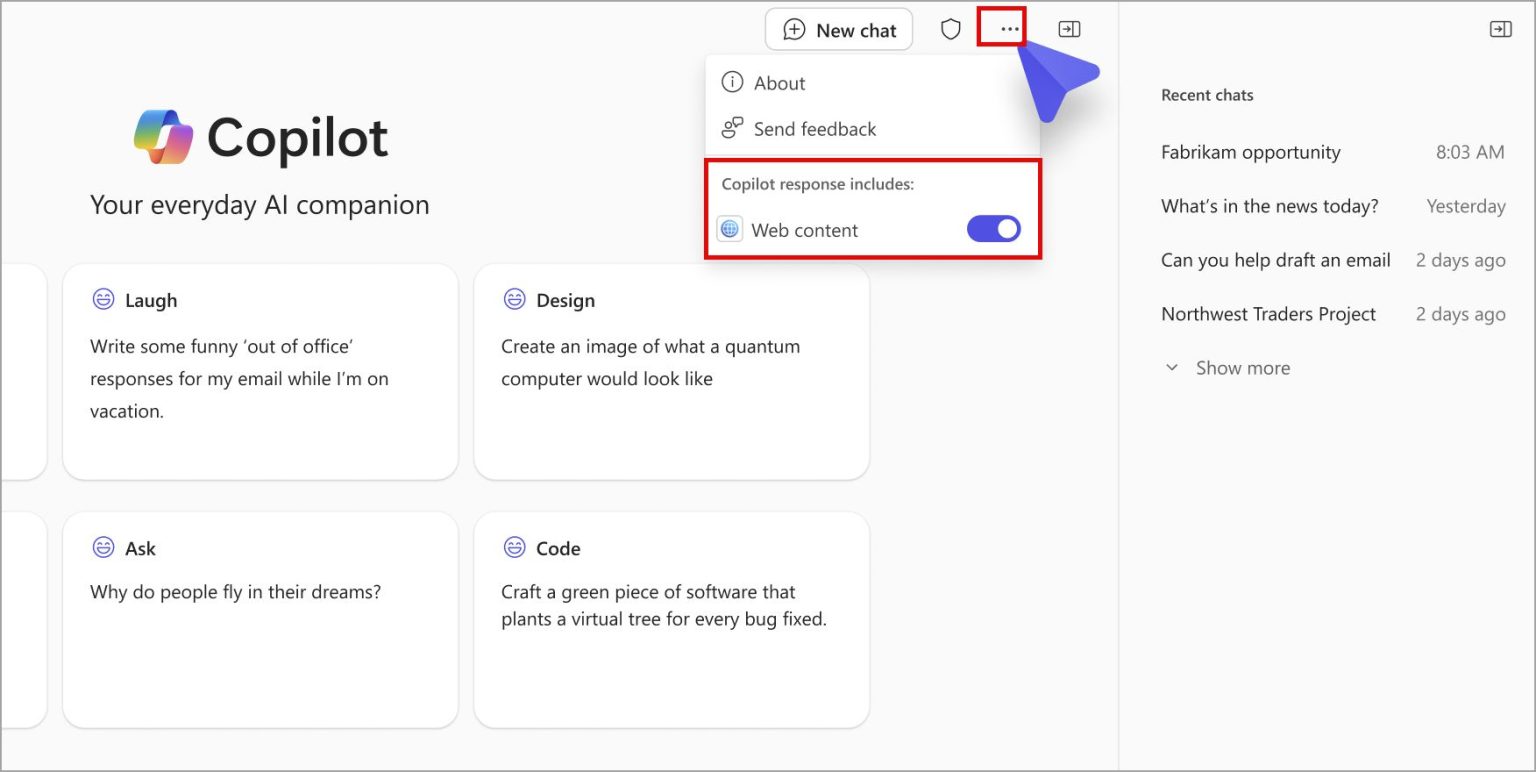 New chat
About
Send feedback
Copilot response includes:
Web content
Copilot
Your everyday AI companion
Laugh
Write some funny ‘out of office’
responses for my email while I’m on
vacation.
Design
Create an image of what a quantum
computer would look like
Ask
Why do people fly in their dreams?
Code
Craft a green piece of software that
plants a virtual tree for every bug fixed.
Recent chats
Fabrikam opportunity 8:03 AM
What’s in the news today? Yesterday
Can you help draft an email 2 days ago
Northwest Traders Project 2 days ago
Show more